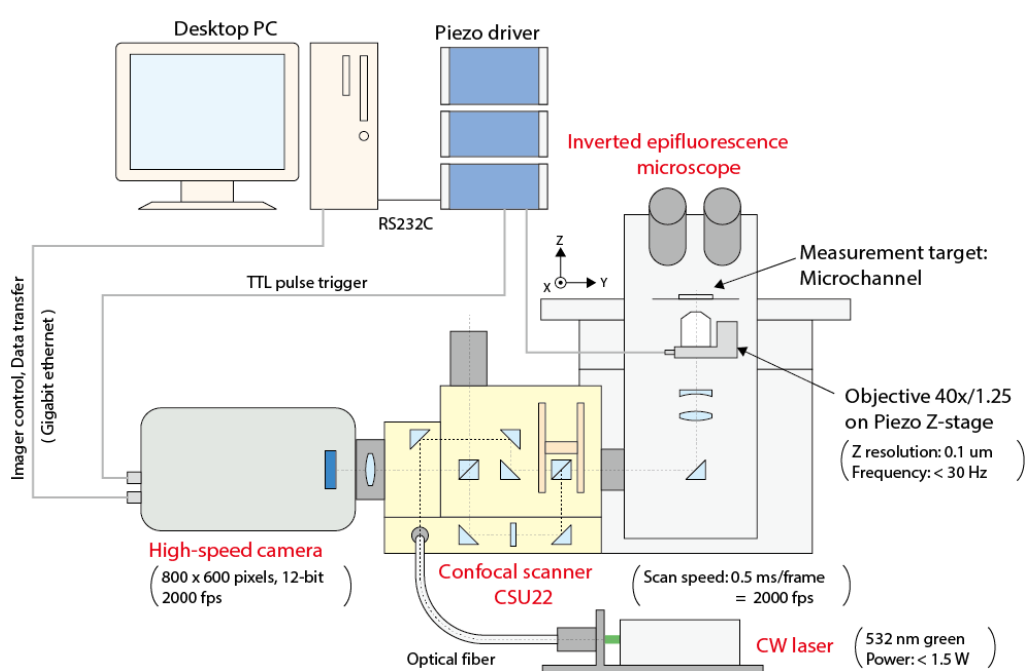 Desktop PC
Piezo driver
Inverted epifluorescence
microscope
RS232C
Z
X
Y
Measurement target:
Microchannel
TTL pulse trigger
Imager control, Data transfer
( Gigabit ethernet )
Objective 40x/1.25
on Piezo Z-stage
Z resolution: 0.1 um
Frequency: < 30 Hz
High-speed camera
800 x 600 pixels, 12-bit
2000 fps
Confocal scanner
CSU22
Scan speed: 0.5 ms/frame
= 2000 fps
Optical fiber
CW laser
532 nm green
Power: < 1.5 W